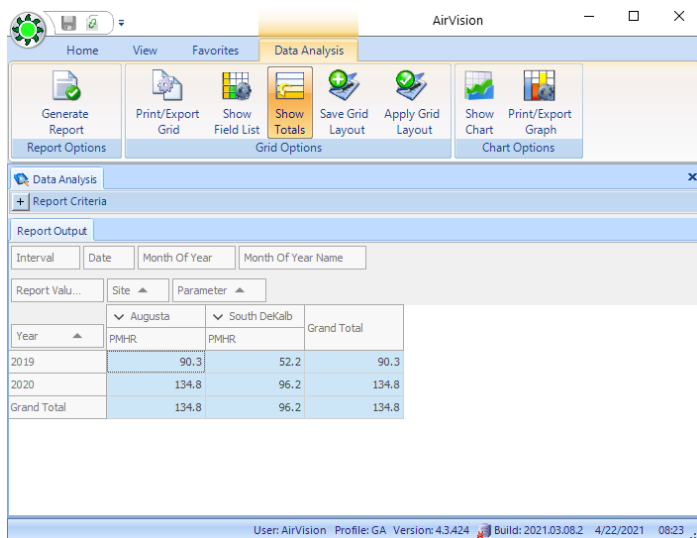 AirVision
Home View Favorites Data Analysis
Generate Report
Print/Export Grid
Show Field List
Show Totals
Save Grid Layout
Apply Grid Layout
Show Chart
Print/Export Graph
Report Options Grid Options Chart Options
Data Analysis
+ Report Criteria
Report Output
Interval Date Month Of Year Month Of Year Name
Report Valu... Site Parameter
Augusta South DeKalb Grand Total
Year PMHR PMHR
2019 90.3 52.2 90.3
2020 134.8 96.2 134.8
Grand Total 134.8 96.2 134.8
User: AirVision Profile: GA Version: 4.3.424 Build: 2021.03.08.2 4/22/2021 08:23